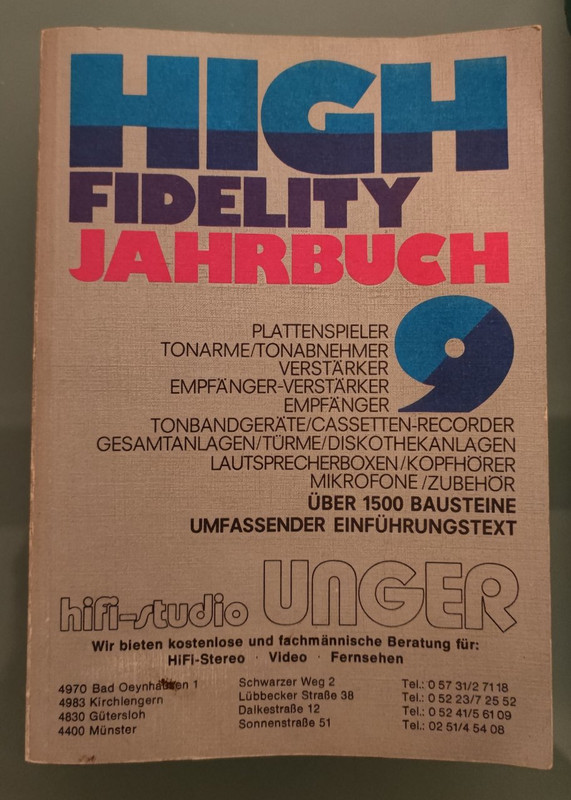 HIGH
FIDELITY
JAHRBUCH
9
PLATTENSPIELER
TONARME/TONABNEHMER
VERSTÄRKER
EMPFÄNGER-VERSTÄRKER
EMPFÄNGER
TONBANDGERÄTE/CASSETTEN-RECORDER
GESAMTANLAGEN/TÜRME/DISKOTHEKANLAGEN
LAUTSPRECHERBOXEN/KOPFHÖRER
MIKROFONE/ZUBEHÖR
ÜBER 1500 BAUSTEINE
UMFASSENDER EINFÜHRUNGSTEXT
hifi-studio UNGER
Wir bieten kostenlose und fachmännische Beratung für:
HiFi-Stereo · Video · Fernsehen
4970 Bad Oeynhausen 1 Schwarzer Weg 2 Tel.: 0 57 31/2 71 18
4983 Kirchlengern Lübbecker Straße 38 Tel.: 0 52 23/7 25 52
4830 Gütersloh Dalkestraße 12 Tel.: 0 52 41/5 61 09
4400 Münster Sonnenstraße 51 Tel.: 02 51/4 54 08